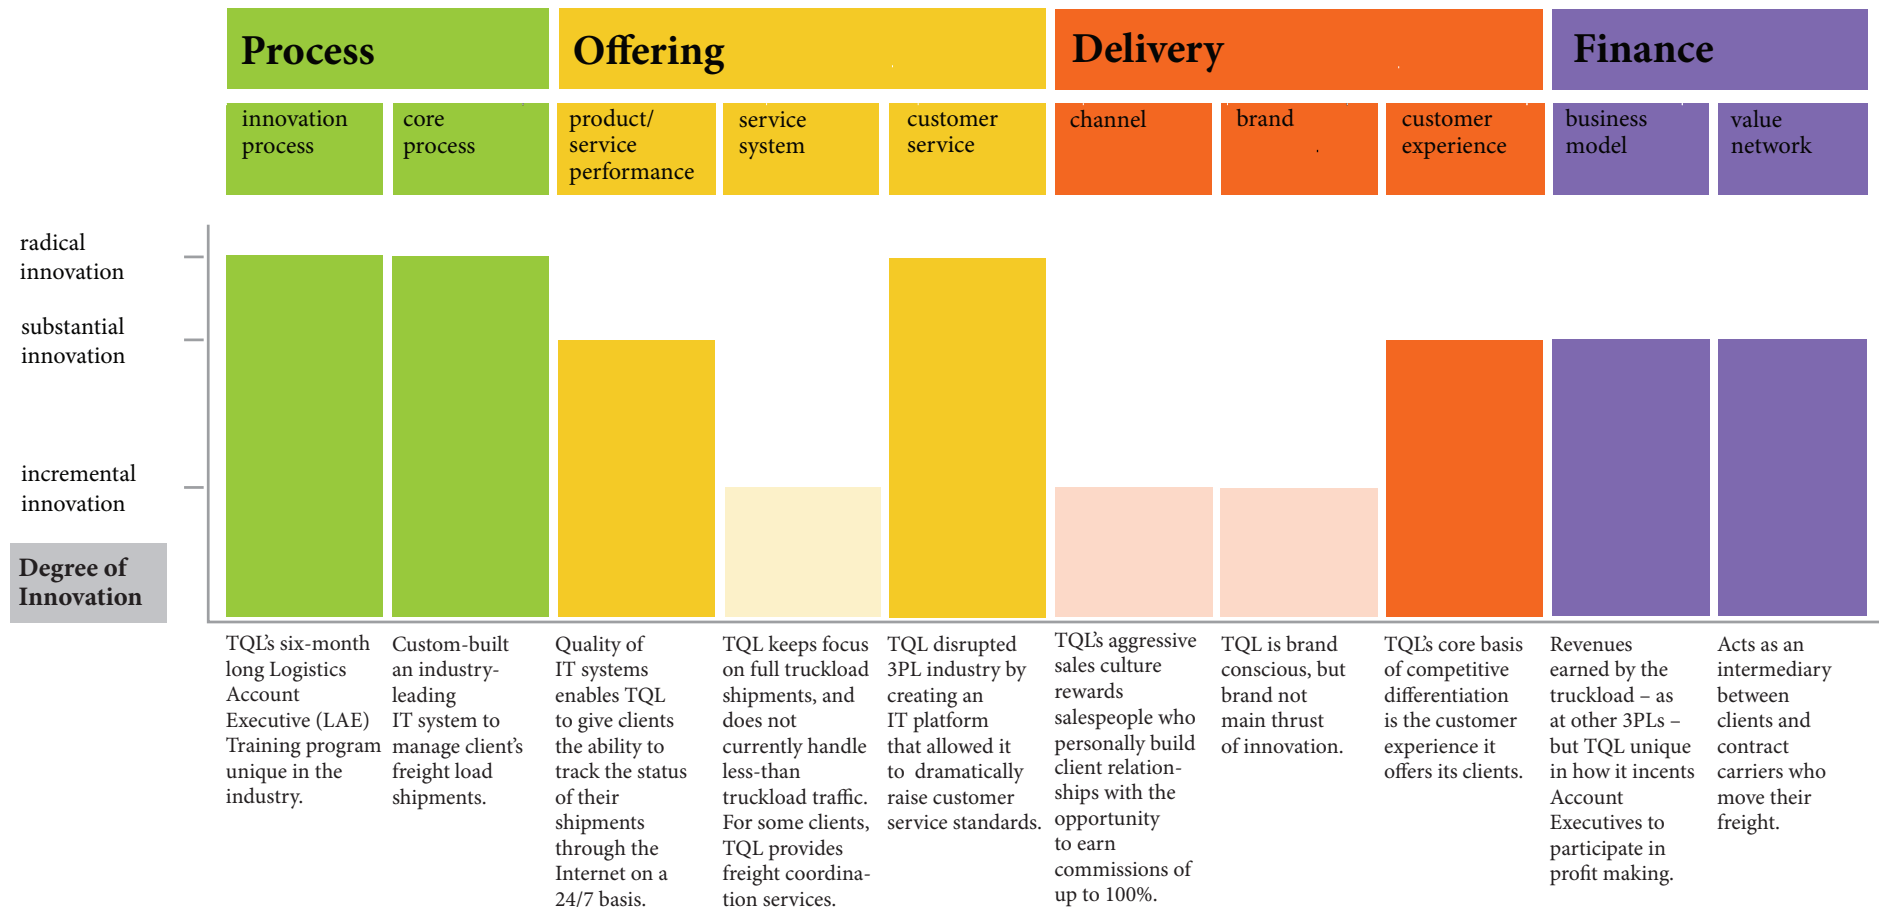 Process
Offering
Delivery
Finance
innovation
process
core
process
product/
service
performance
service
system
customer
service
channel
brand
customer
experience
business
model
value
network
radical
innovation
substantial
innovation
incremental
innovation
Degree of
Innovation
TQL's six-month
long Logistics
Account
Executive (LAE)
Training program
unique in the
industry.
Custom-built
an industry-
leading
IT system to
manage client's
freight load
shipments.
Quality of
IT systems
enables TQL
to give clients
the ability to
track the status
of their
shipments
through the
Internet on a
24/7 basis.
TQL keeps focus
on full truckload
shipments, and
does not
currently handle
less-than
truckload traffic.
For some clients,
TQL provides
freight coordina-
tion services.
TQL disrupted
3PL industry by
creating an
IT platform
that allowed it
to dramatically
raise customer
service standards.
TQL's aggressive
sales culture
rewards
salespeople who
personally build
client relation-
ships with the
opportunity
to earn
commissions of
up to 100%.
TQL is brand
conscious, but
brand not
main thrust
of innovation.
TQL's core basis
of competitive
differentiation
is the customer
experience it
offers its clients.
Revenues
earned by the
truckload – as
at other 3PLs –
but TQL unique
in how it incents
Account
Executives to
participate in
profit making.
Acts as an
intermediary
between
clients and
contract
carriers who
move their
freight.